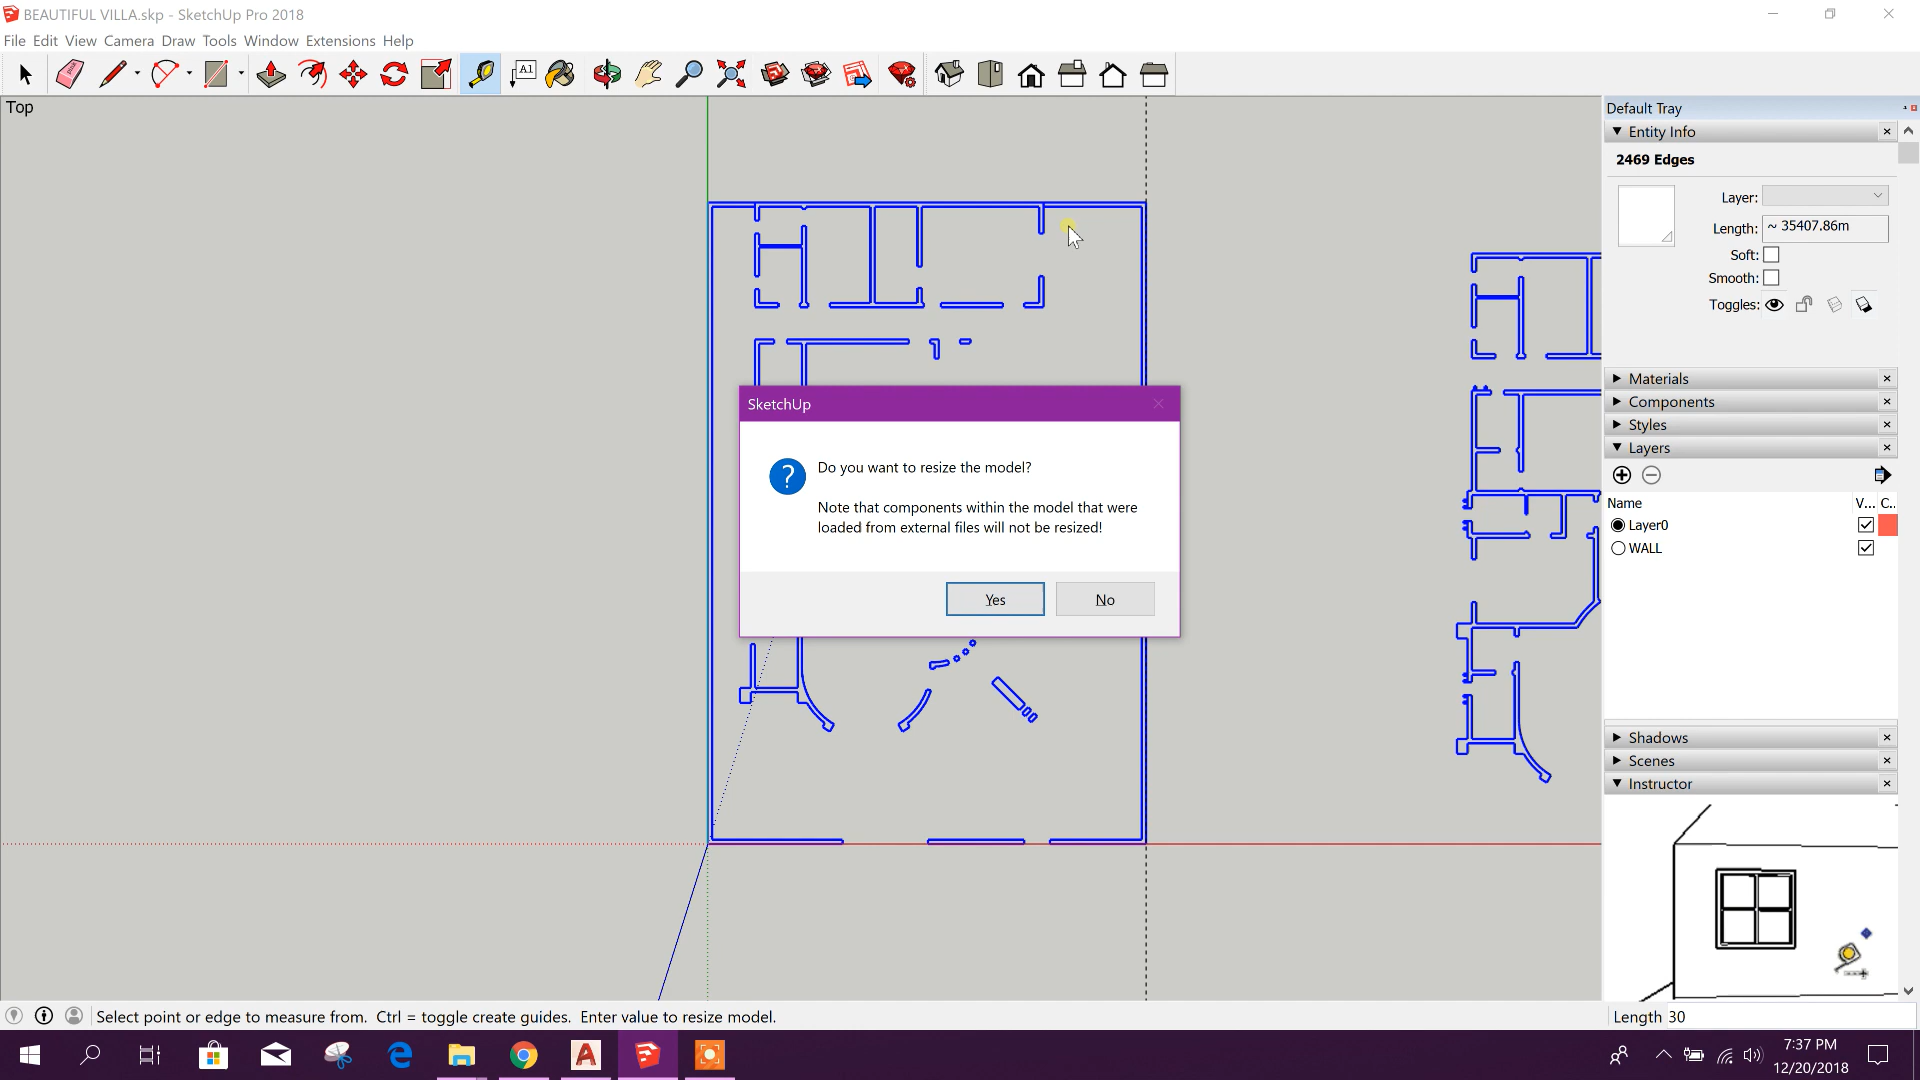 BEAUTIFUL VILLA.skp - SketchUp Pro 2018
File Edit View Camera Draw Tools Window Extensions Help
A1
Top
Default Tray
Entity Info
2469 Edges
Layer:
Length: ~ 35407.86m
Soft:
Smooth:
Toggles:
Materials
Components
Styles
Layers
Name V... C..
Layer0
WALL
Shadows
Scenes
Instructor
SketchUp
Do you want to resize the model?
Note that components within the model that were
loaded from external files will not be resized!
Yes No
Select point or edge to measure from. Ctrl = toggle create guides. Enter value to resize model.
Length 30
7:37 PM
12/20/2018